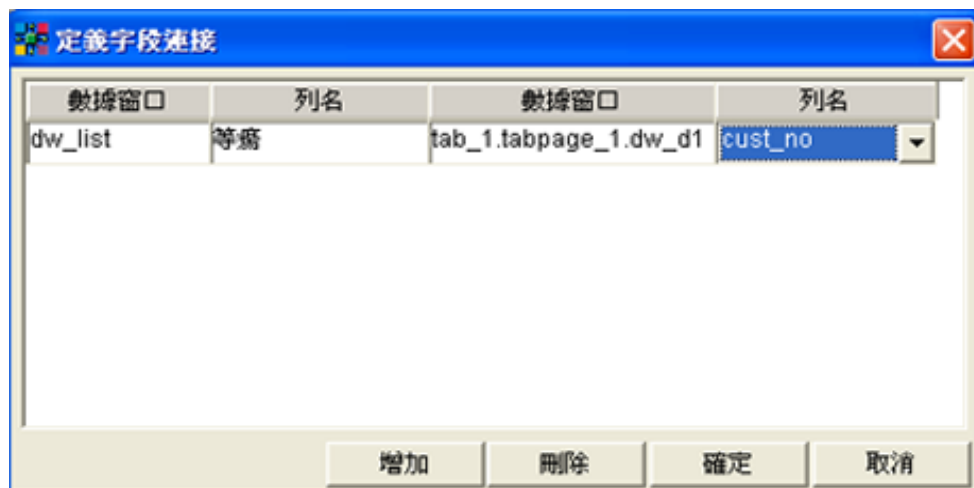 定義字段連接
數據窗口 列名 數據窗口 列名
dw_list 等瘍 tab_1.tabpage_1.dw_d1 cust_no
增加 刪除 確定 取消